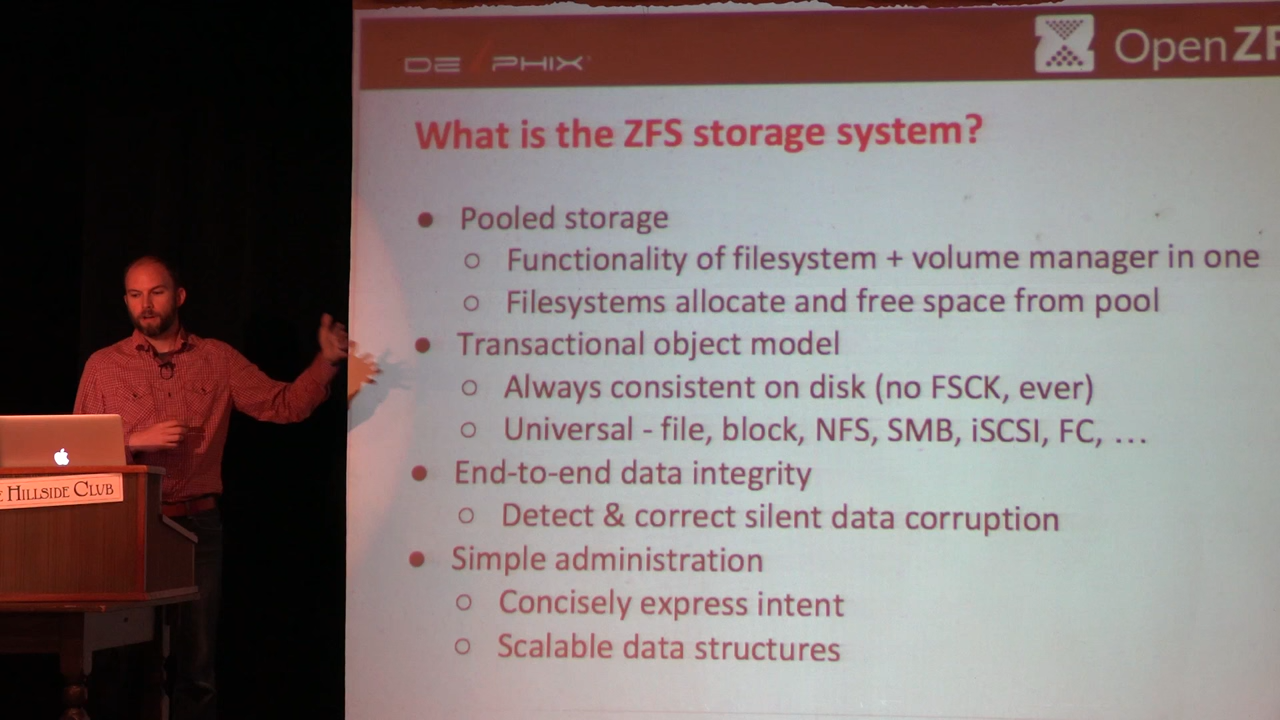 DELPHIX
OpenZF
What is the ZFS storage system?
● Pooled storage
○ Functionality of filesystem + volume manager in one
○ Filesystems allocate and free space from pool
● Transactional object model
○ Always consistent on disk (no FSCK, ever)
○ Universal - file, block, NFS, SMB, iSCSI, FC, ...
● End-to-end data integrity
○ Detect & correct silent data corruption
● Simple administration
○ Concisely express intent
○ Scalable data structures
E HILLSIDE CLUB